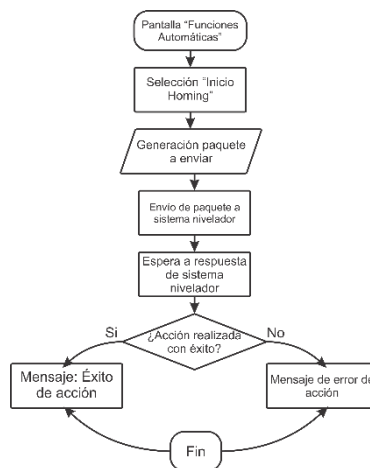 Pantalla "Funciones
Automáticas"
Selección "Inicio
Homing"
Generación paquete
a enviar
Envío de paquete a
sistema nivelador
Espera a respuesta
de sistema
nivelador
¿Acción realizada
con éxito?
Si
No
Mensaje: Éxito
de acción
Mensaje de error de
acción
Fin